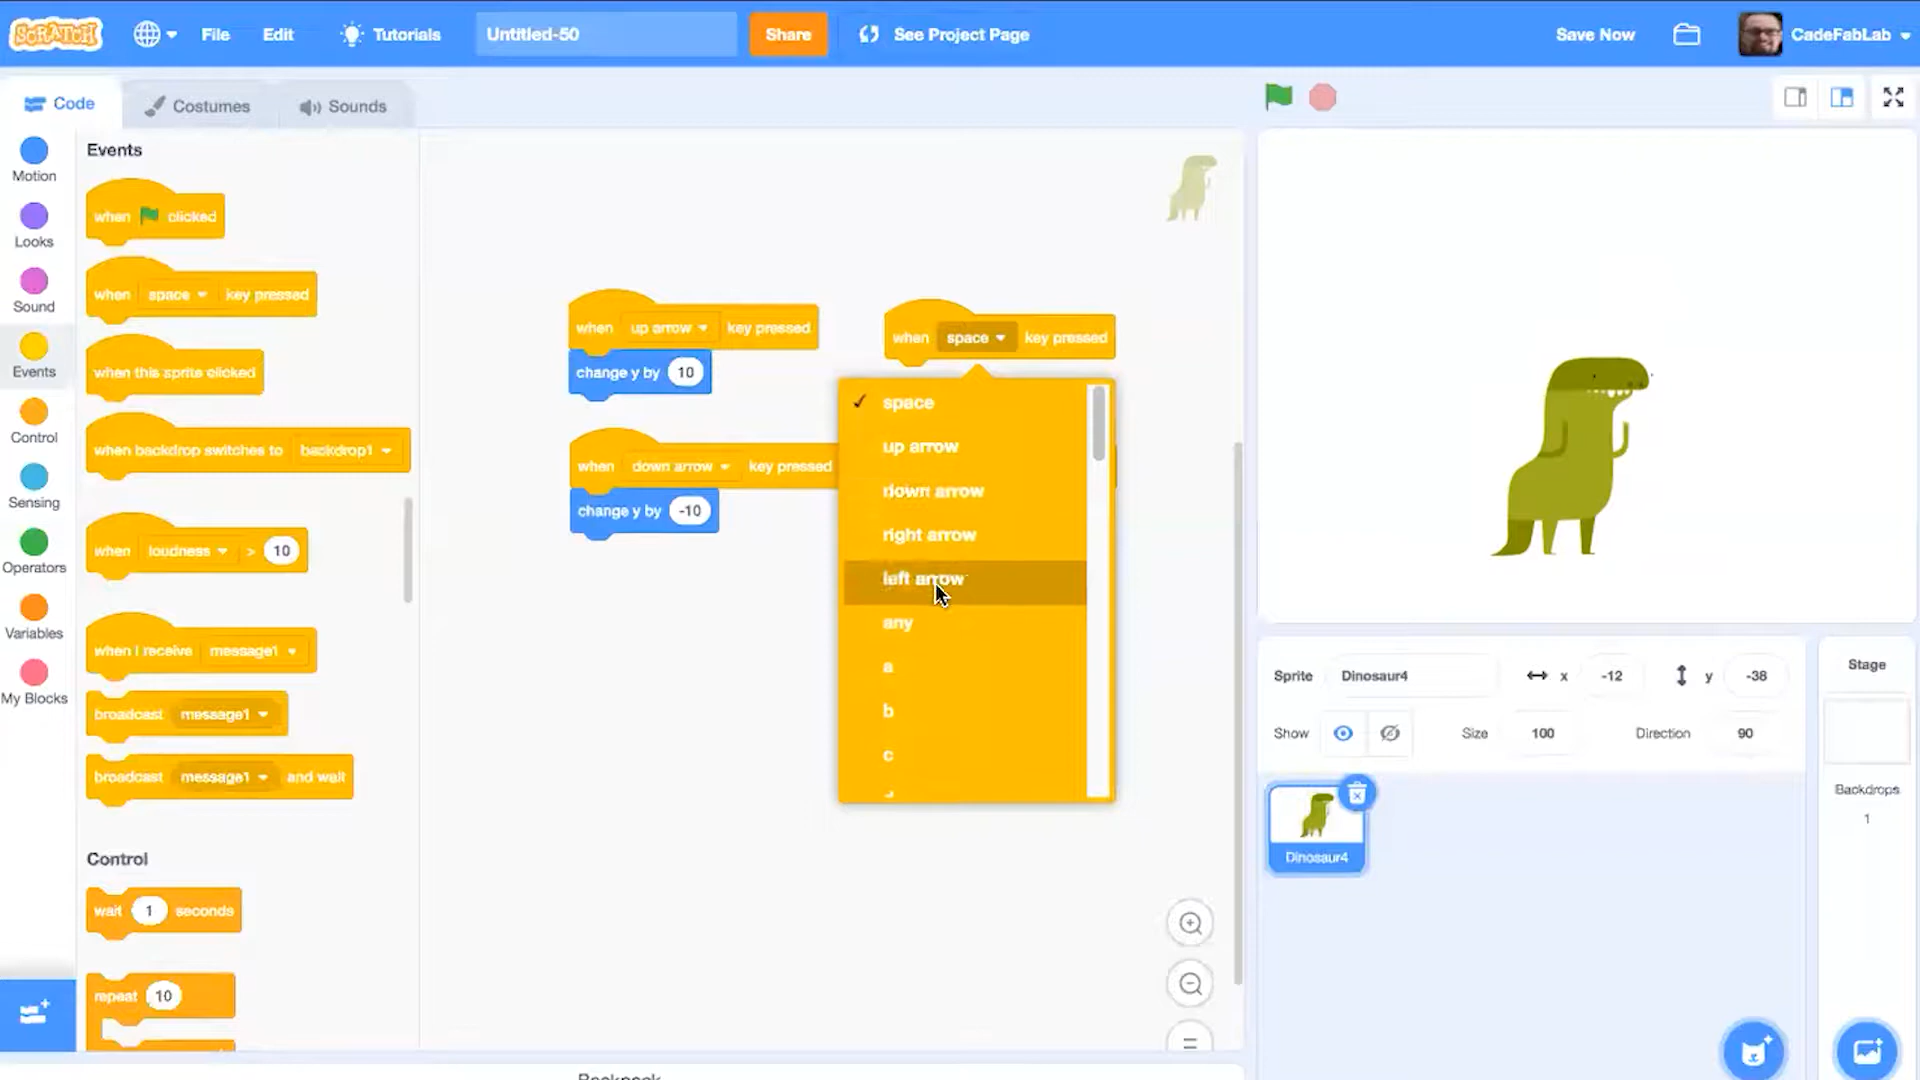 SCRATCH File Edit Tutorials Untitled-50 Share See Project Page Save Now CadeFabLab
Code Costumes Sounds
Motion
Looks
Sound
Events
Control
Sensing
Operators
Variables
My Blocks
Events
when clicked
when space key pressed
when this sprite clicked
when backdrop switches to backdrop1
when loudness > 10
when I receive message1
broadcast message1
broadcast message1 and wait
Control
wait 1 seconds
repeat 10
when up arrow key pressed
change y by 10
when down arrow key pressed
change y by -10
when space key pressed
✓ space
up arrow
down arrow
right arrow
left arrow
any
a
b
c
Sprite Dinosaur4 x -12 y -38
Show Size 100 Direction 90
Dinosaur4
Stage
Backdrops
1